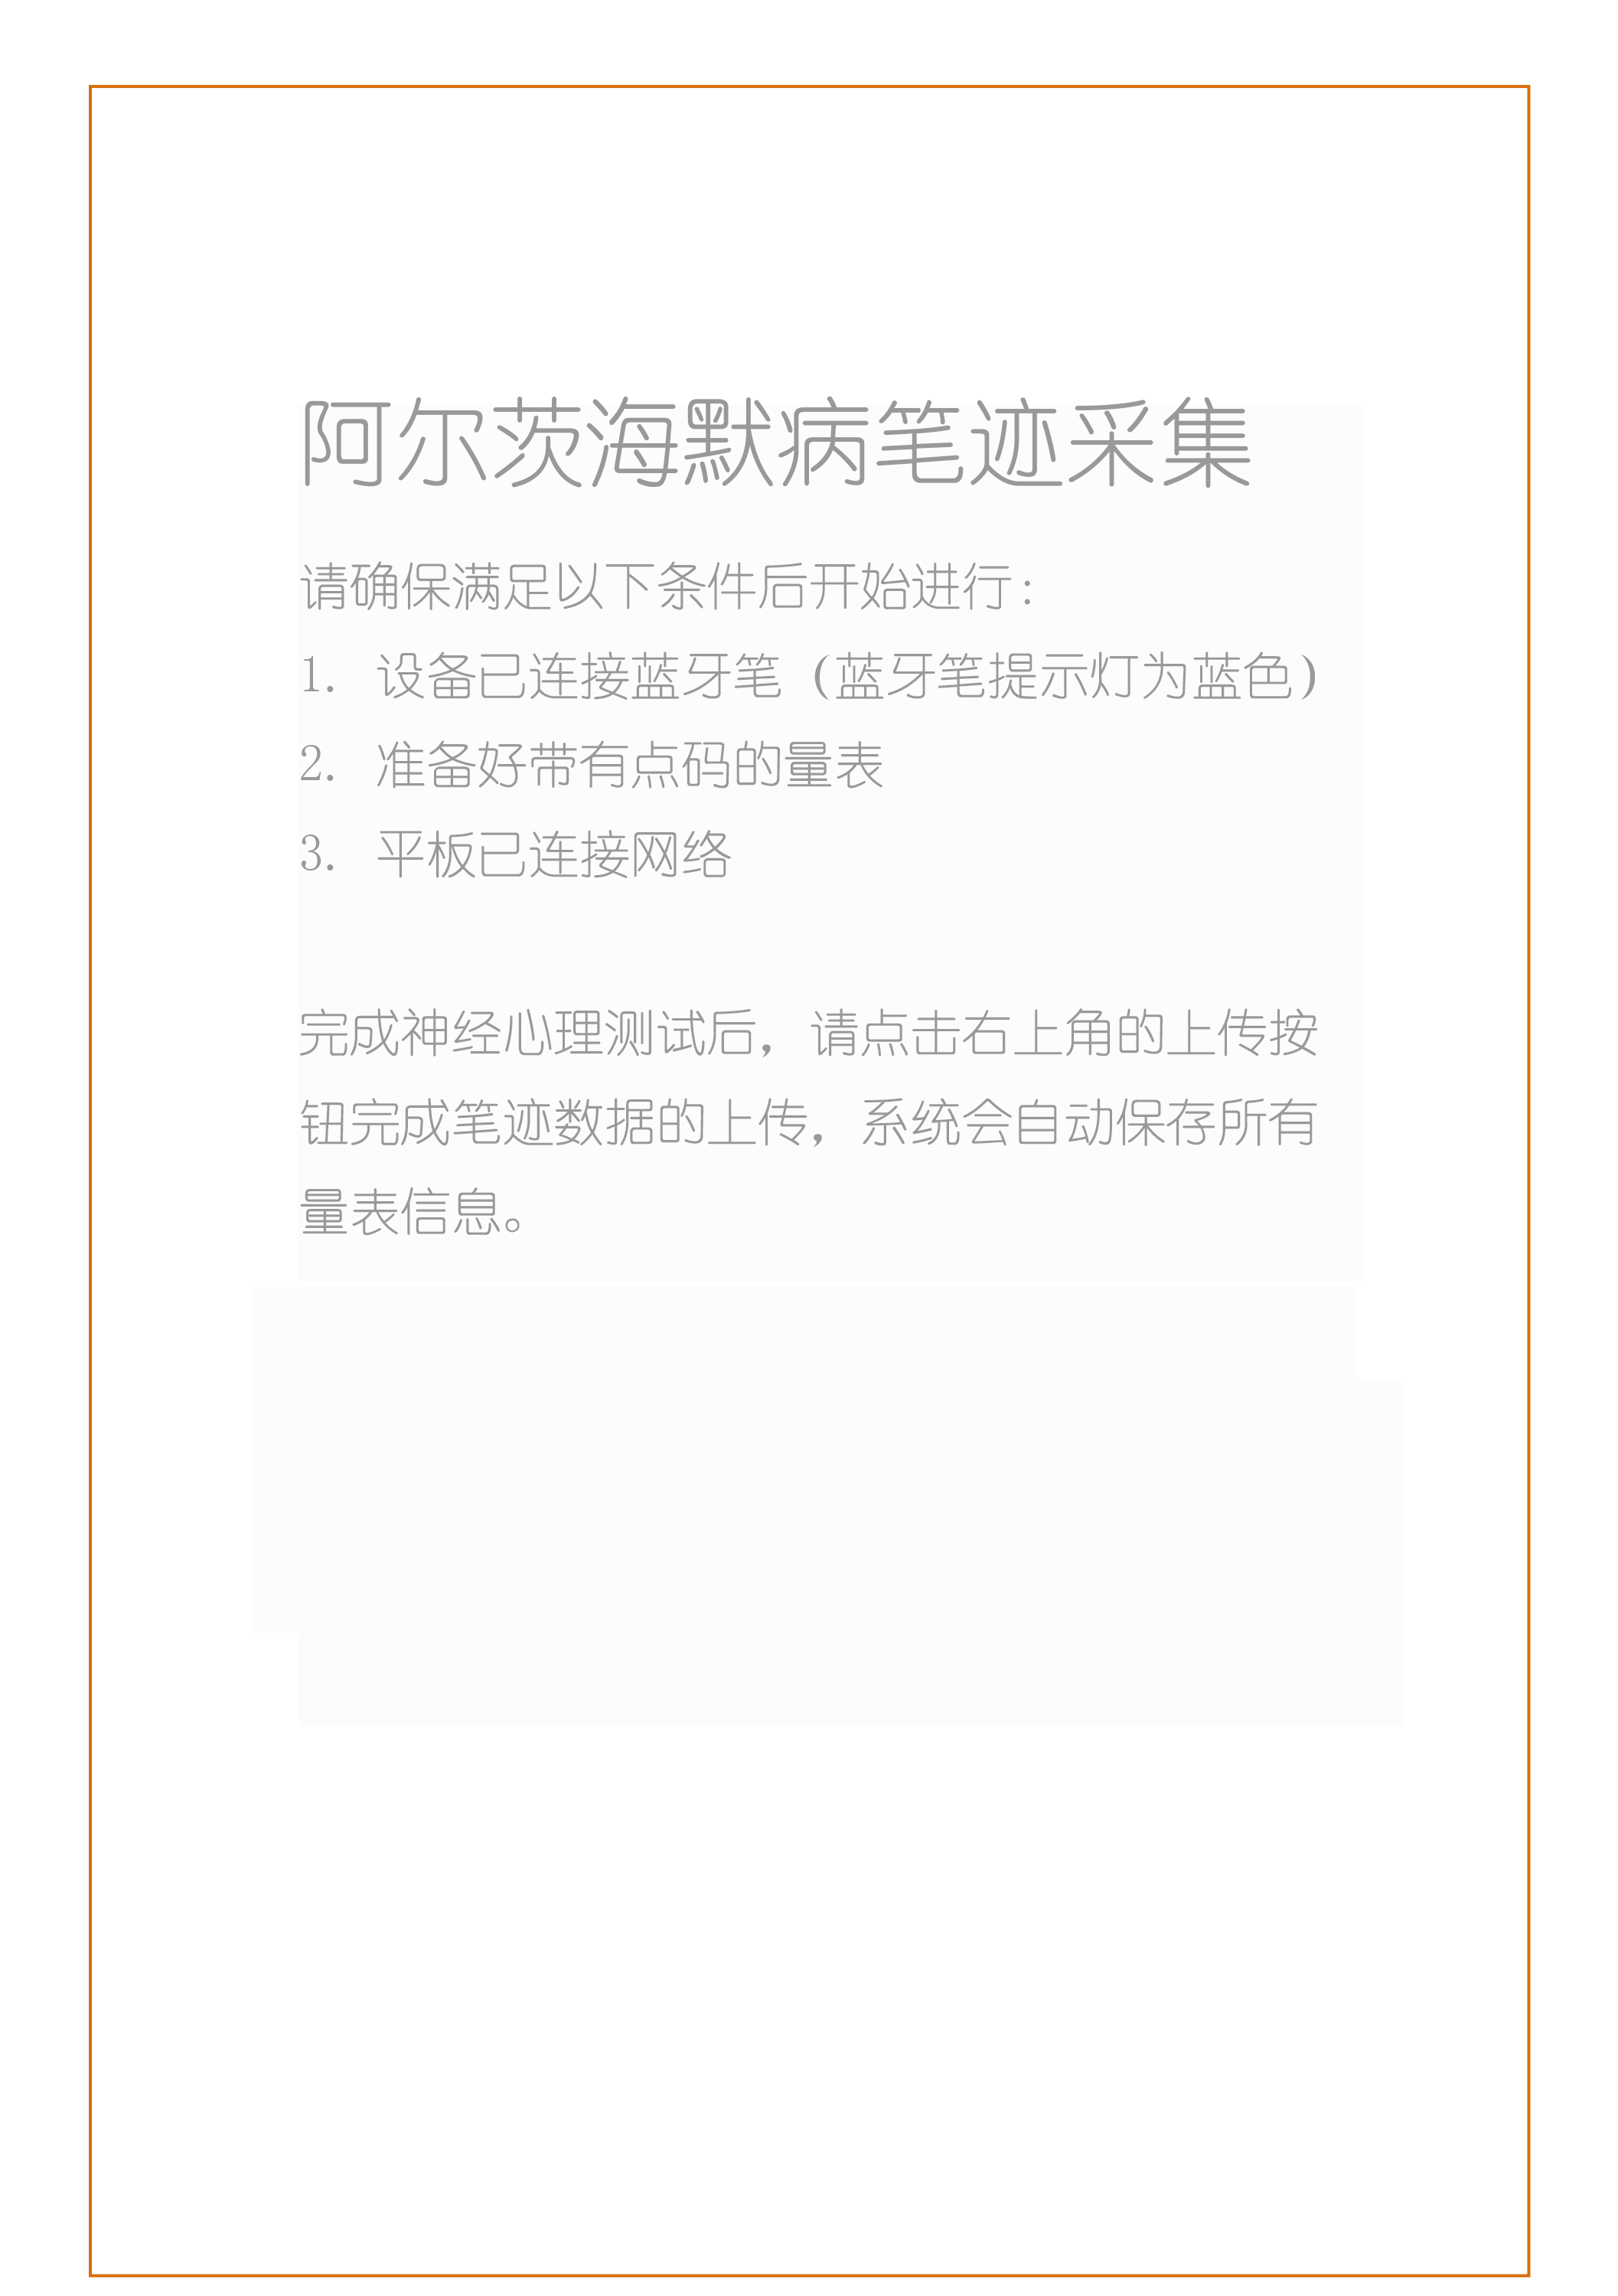 阿尔茨海默病笔迹采集
请确保满足以下条件后开始进行：
1. 设备已连接蓝牙笔（蓝牙笔提示灯为蓝色）
2. 准备好带有点码的量表
3. 平板已连接网络
完成神经心理测试后，请点击右上角的上传按
钮完成笔迹数据的上传，系统会自动保存所有
量表信息。